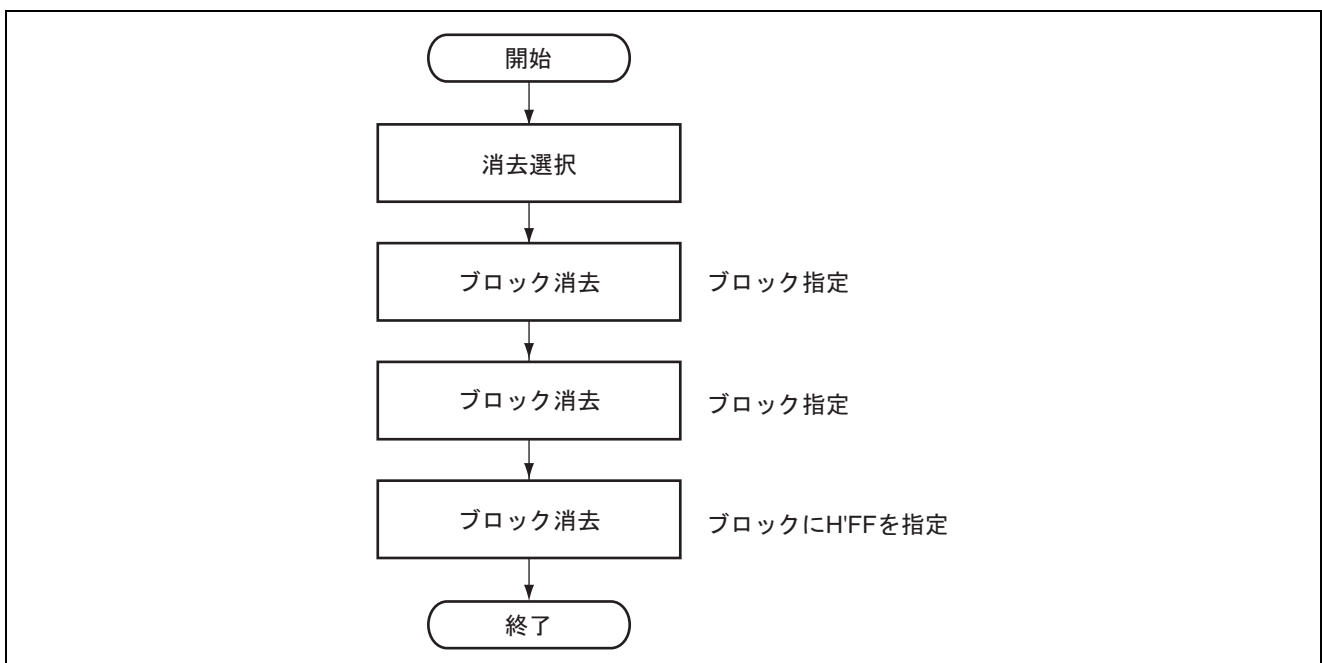 開始
消去選択
ブロック消去
ブロック指定
ブロック消去
ブロック指定
ブロック消去
ブロックにH'FFを指定
終了